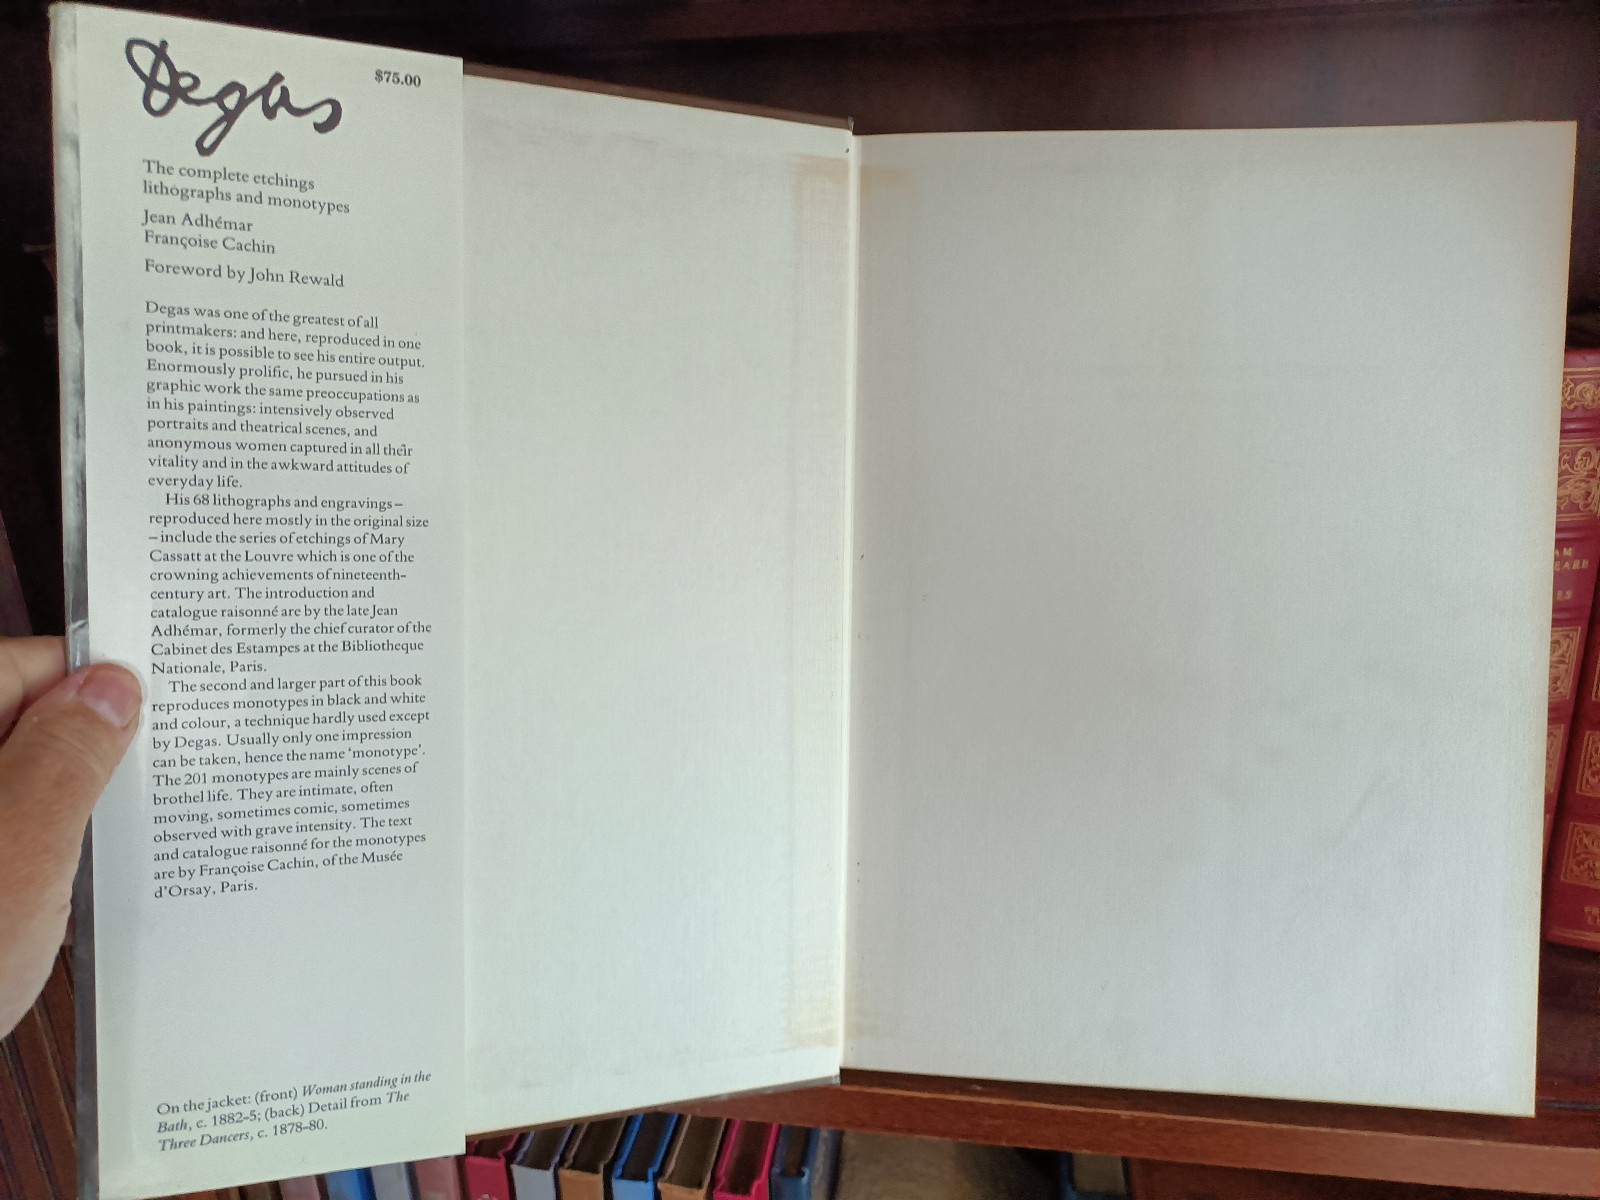 Degas
$75.00
The complete etchings
lithographs and monotypes
Jean Adhémar
Françoise Cachin
Foreword by John Rewald
Degas was one of the greatest of all
printmakers: and here, reproduced in one
book, it is possible to see his entire output.
Enormously prolific, he pursued in his
graphic work the same preoccupations as
in his paintings: intensively observed
portraits and theatrical scenes, and
anonymous women captured in all their
vitality and in the awkward attitudes of
everyday life.
His 68 lithographs and engravings –
reproduced here mostly in the original size
– include the series of etchings of Mary
Cassatt at the Louvre which is one of the
crowning achievements of nineteenth-
century art. The introduction and
catalogue raisonné are by the late Jean
Adhémar, formerly the chief curator of the
Cabinet des Estampes at the Bibliotheque
Nationale, Paris.
The second and larger part of this book
reproduces monotypes in black and white
and colour, a technique hardly used except
by Degas. Usually only one impression
can be taken, hence the name 'monotype'.
The 201 monotypes are mainly scenes of
brothel life. They are intimate, often
moving, sometimes comic, sometimes
observed with grave intensity. The text
and catalogue raisonné for the monotypes
are by Françoise Cachin, of the Musée
d'Orsay, Paris.
On the jacket: (front) Woman standing in the
Bath, c. 1882–5; (back) Detail from The
Three Dancers, c. 1878–80.